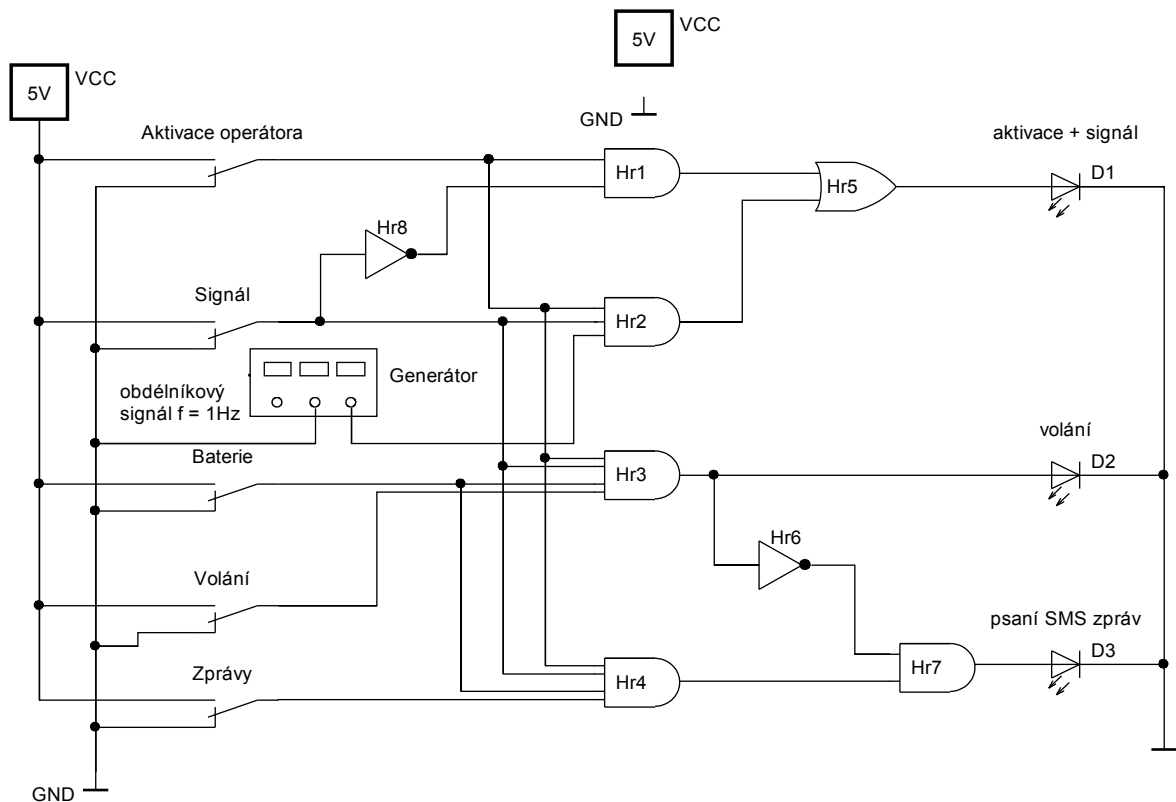 VCC
5V
VCC
5V
GND
Aktivace operátora
aktivace + signál
Hr1
Hr5
D1
Hr8
Signál
Hr2
Generátor
obdélníkový
signál f = 1Hz
volání
Baterie
Hr3
D2
Hr6
Volání
psaní SMS zpráv
Zprávy
Hr4
Hr7
D3
GND